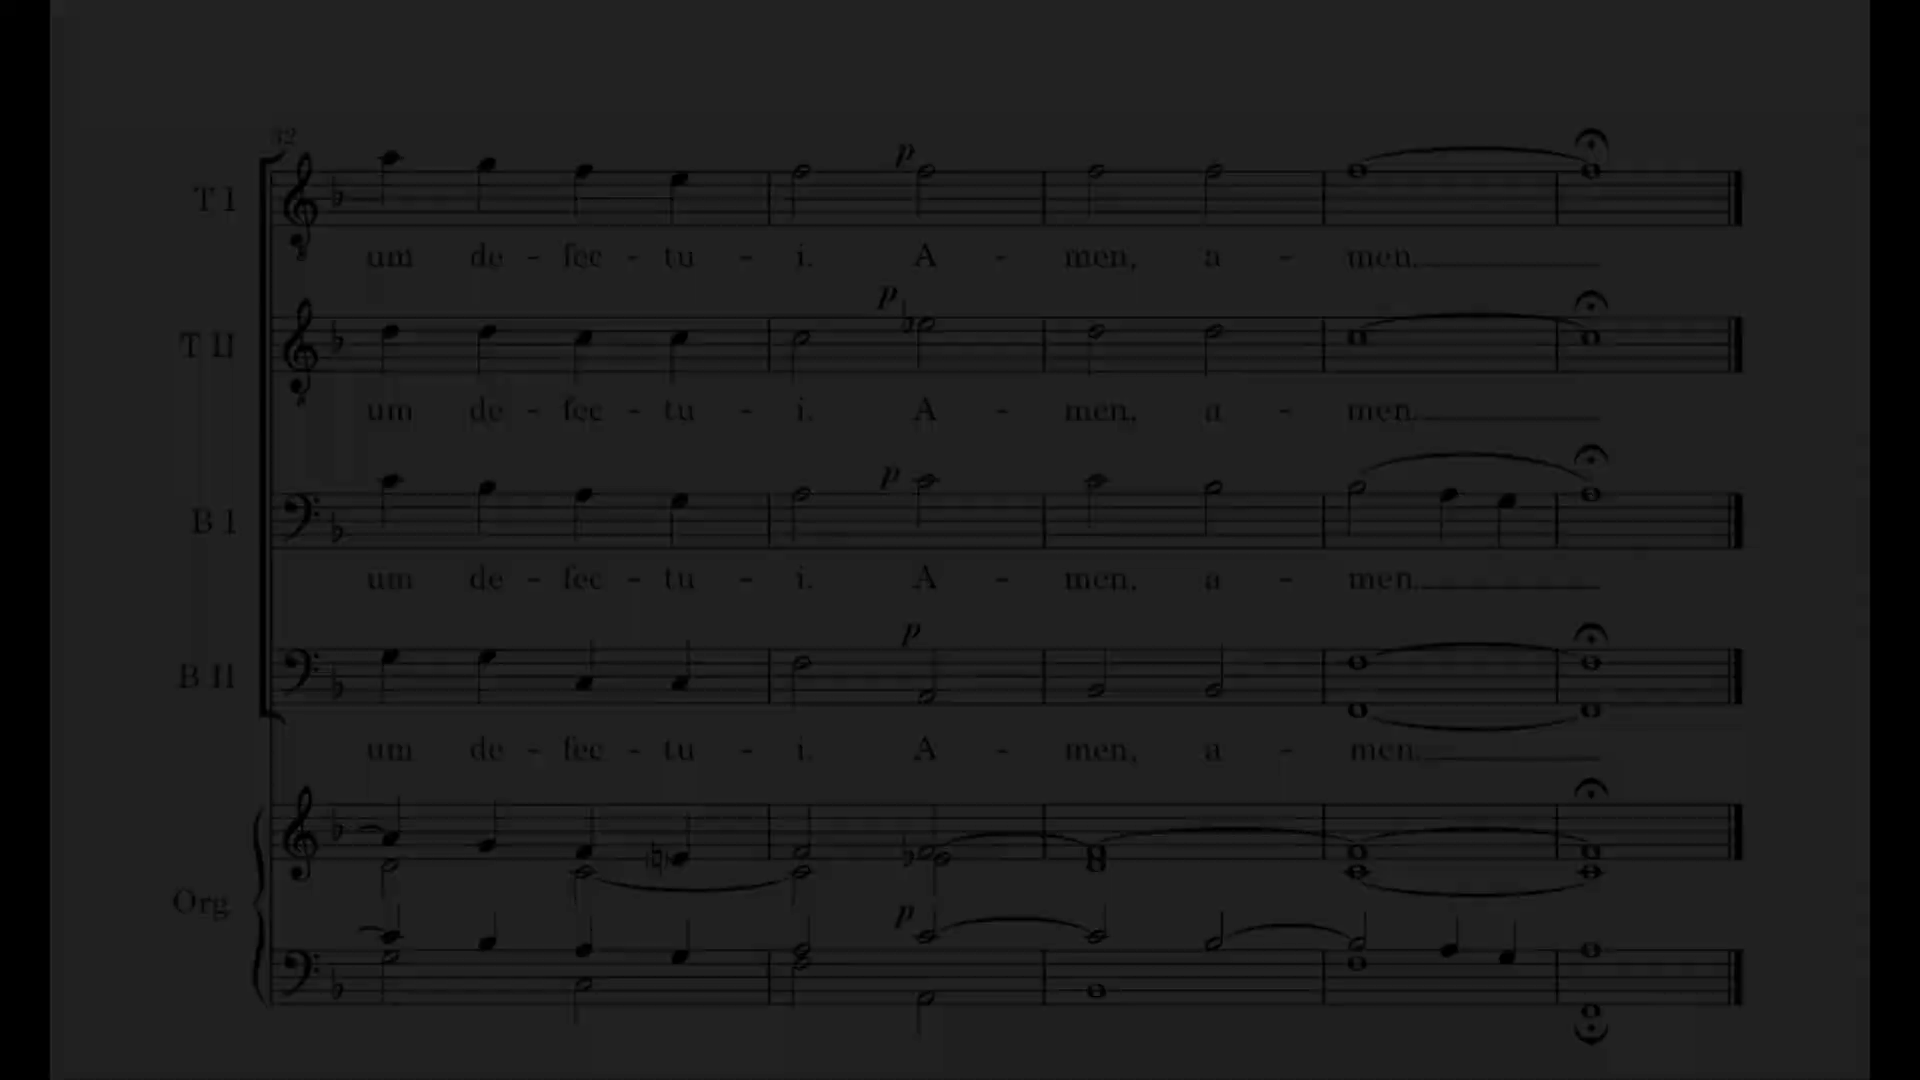 32
T I
p
um de - fec - tu - i. A - men, a - men.
p
T II
um de - fec - tu - i. A - men, a - men.
p
B I
um de - fec - tu - i. A - men, a - men.
p
B II
um de - fec - tu - i. A - men, a - men.
Org
p